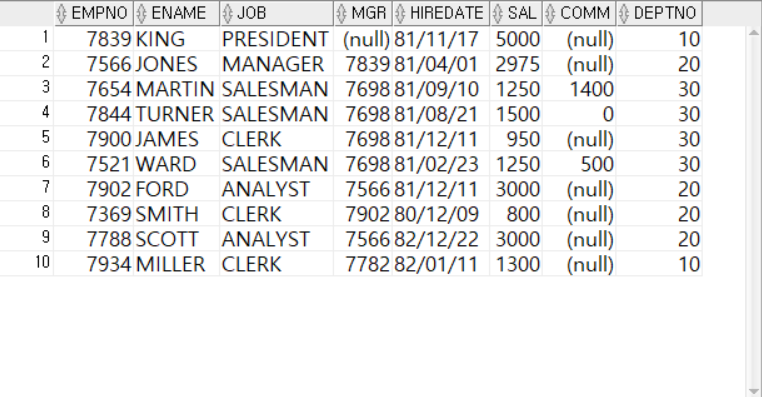 EMPNO ENAME JOB MGR HIREDATE SAL COMM DEPTNO
1 7839 KING PRESIDENT (null) 81/11/17 5000 (null) 10
2 7566 JONES MANAGER 7839 81/04/01 2975 (null) 20
3 7654 MARTIN SALESMAN 7698 81/09/10 1250 1400 30
4 7844 TURNER SALESMAN 7698 81/08/21 1500 0 30
5 7900 JAMES CLERK 7698 81/12/11 950 (null) 30
6 7521 WARD SALESMAN 7698 81/02/23 1250 500 30
7 7902 FORD ANALYST 7566 81/12/11 3000 (null) 20
8 7369 SMITH CLERK 7902 80/12/09 800 (null) 20
9 7788 SCOTT ANALYST 7566 82/12/22 3000 (null) 20
10 7934 MILLER CLERK 7782 82/01/11 1300 (null) 10